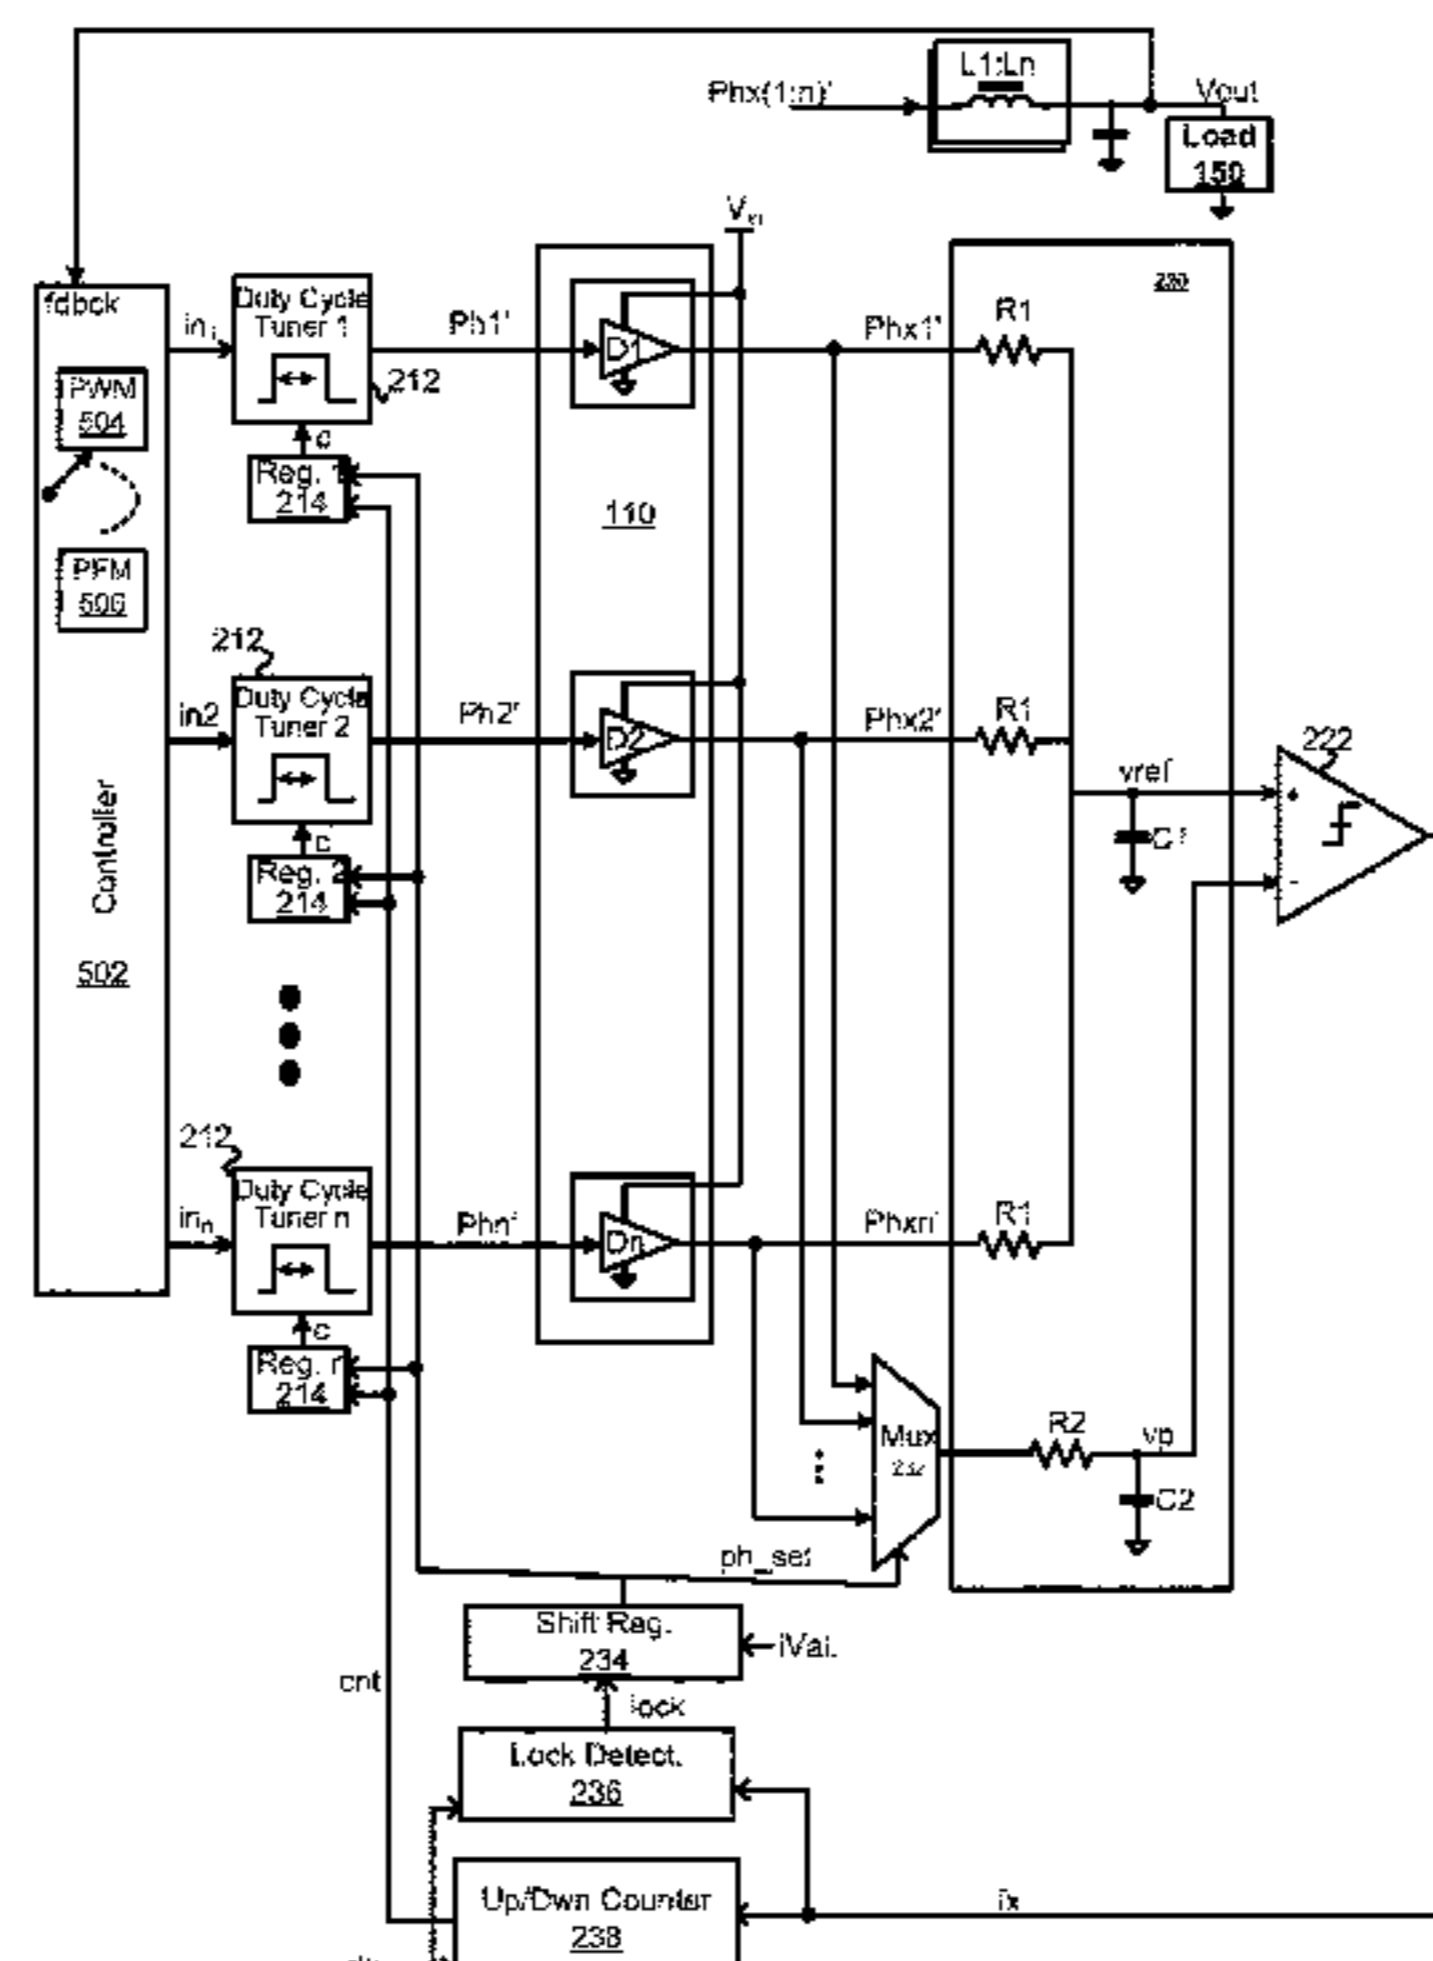 Phx(1:n)'
L1:Ln
Vout
Load
150
fdbck
PWM
504
PFM
506
Controller
502
in1
Duty Cycle
Tuner 1
212
c
Reg. 1
214
Ph1'
D1
110
Phx1'
R1
212
in2
Duty Cycle
Tuner 2
c
Reg. 2
214
Ph2'
D2
Phx2'
R1
vref
C1
222
+
-
212
inn
Duty Cycle
Tuner n
c
Reg. n
214
Phn'
Dn
Phxn'
R1
Mux
232
R2
vp
C2
Shift Reg.
234
iVal.
cnt
lock
Lock Detect.
236
Up/Dwn Counter
238